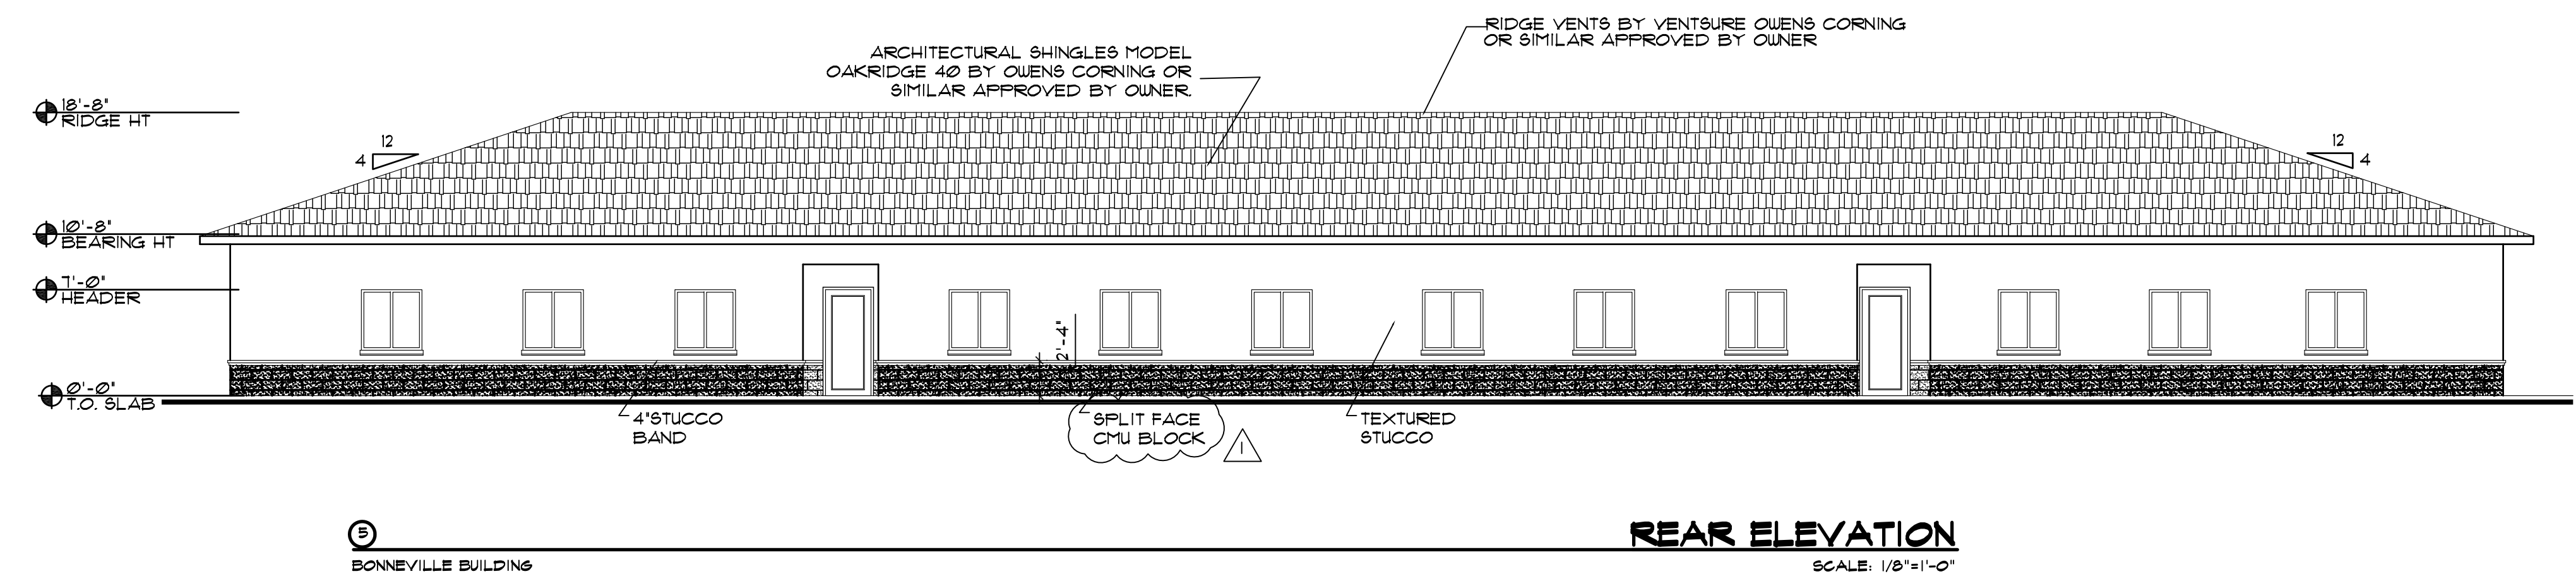 RIDGE VENTS BY VENTSURE OWENS CORNING
OR SIMILAR APPROVED BY OWNER
ARCHITECTURAL SHINGLES MODEL
OAKRIDGE 40 BY OWENS CORNING OR
SIMILAR APPROVED BY OWNER.
18'-8"
RIDGE HT
12
4
12
4
10'-8"
BEARING HT
7'-0"
HEADER
2'-4"
0'-0"
T.O. SLAB
4"STUCCO
BAND
SPLIT FACE
CMU BLOCK
1
TEXTURED
STUCCO
5
REAR ELEVATION
BONNEVILLE BUILDING
SCALE: 1/8"=1'-0"